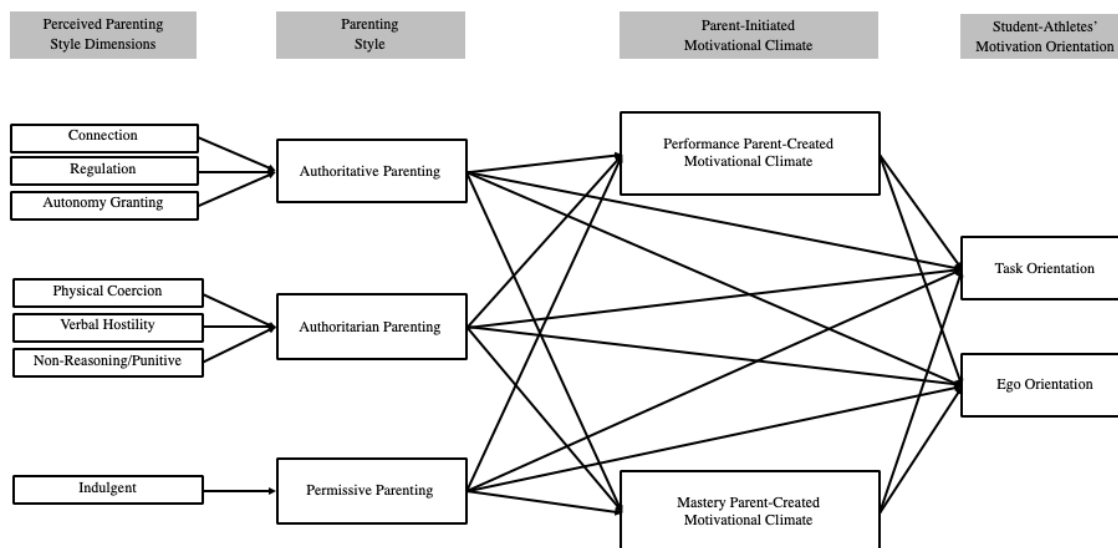 Perceived Parenting
Style Dimensions
Parenting
Style
Parent-Initiated
Motivational Climate
Student-Athletes'
Motivation Orientation
Connection
Regulation
Autonomy Granting
Authoritative Parenting
Performance Parent-Created
Motivational Climate
Task Orientation
Physical Coercion
Verbal Hostility
Non-Reasoning/Punitive
Authoritarian Parenting
Ego Orientation
Indulgent
Permissive Parenting
Mastery Parent-Created
Motivational Climate